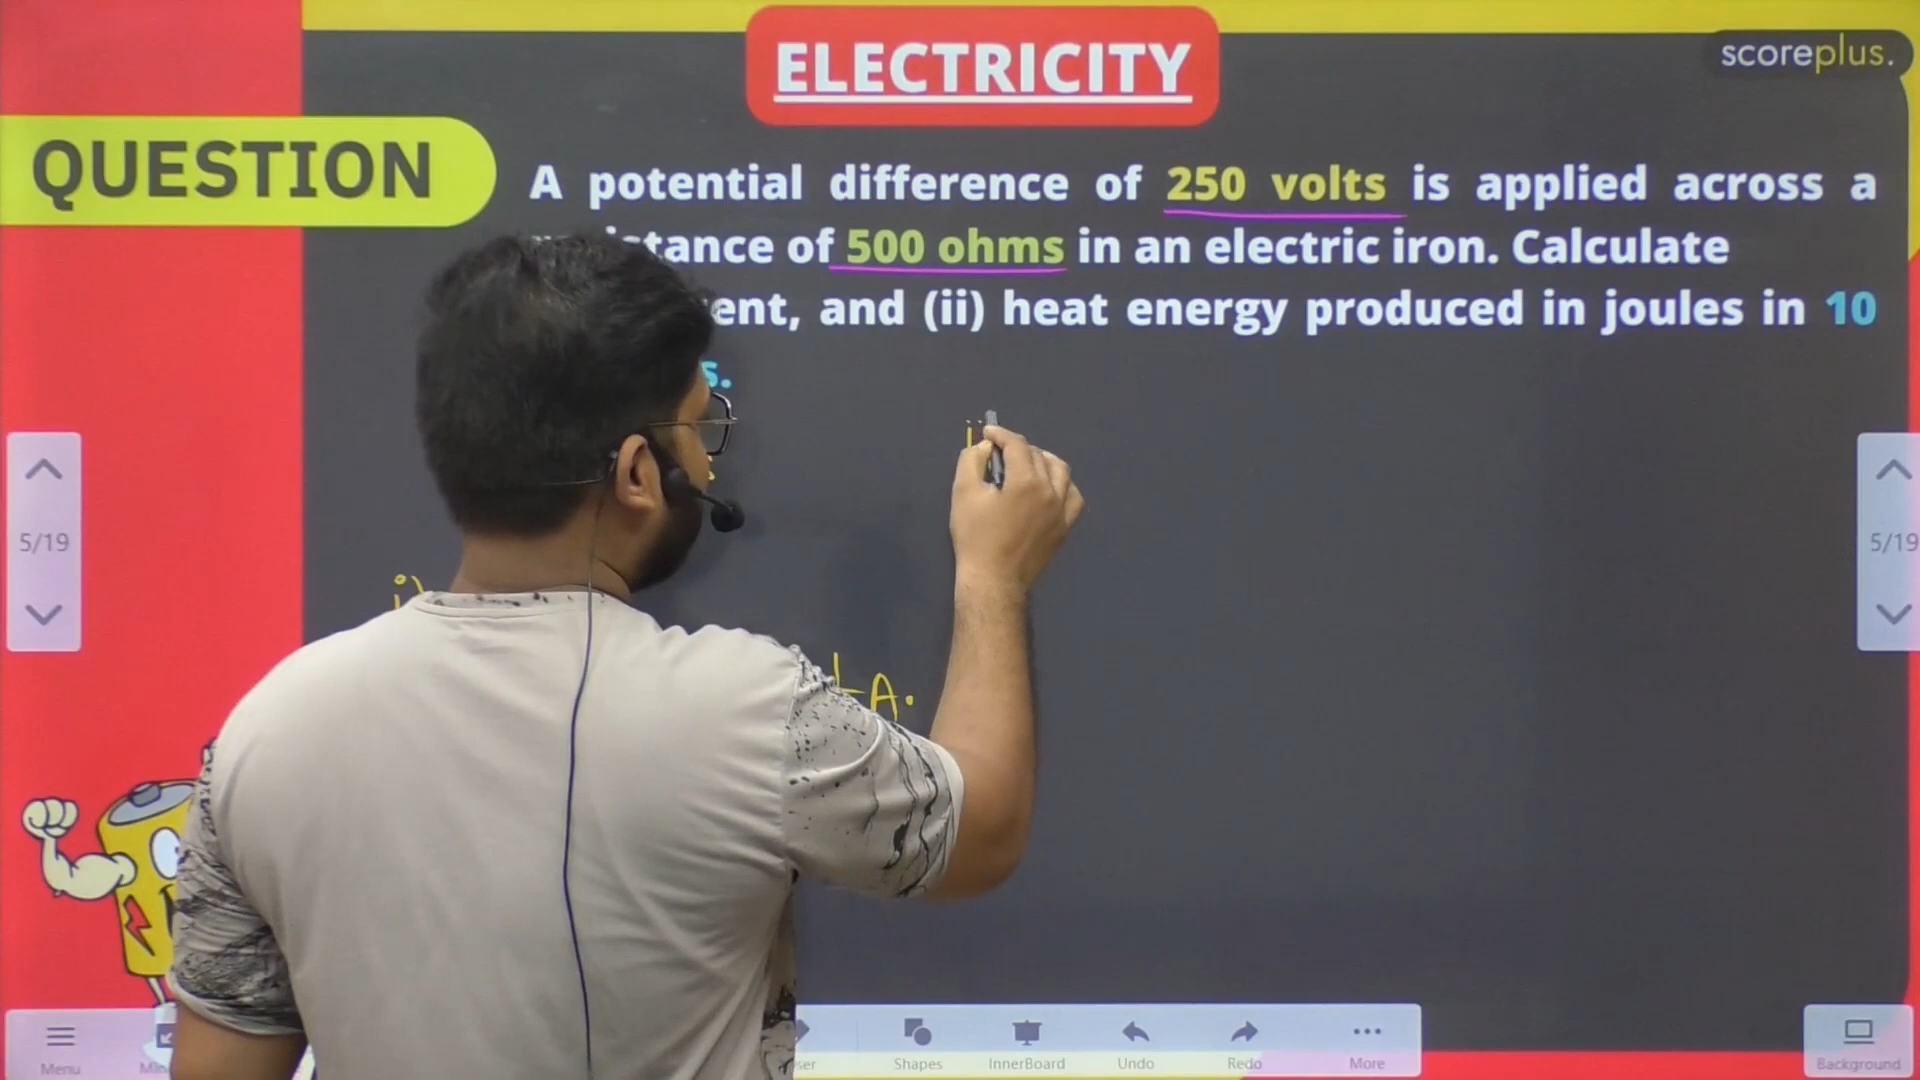 ELECTRICITY
scoreplus.
QUESTION
A potential difference of 250 volts is applied across a
of 500 ohms in an electric iron. Calculate
and (ii) heat energy produced in joules in 10
5/19
5/19
i)
A.
Menu
Shapes
InnerBoard
Undo
Redo
More
Background